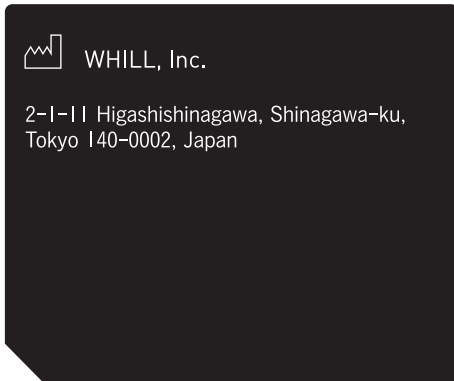 WHILL, Inc.
2-1-11 Higashishinagawa, Shinagawa-ku,
Tokyo 140-0002, Japan